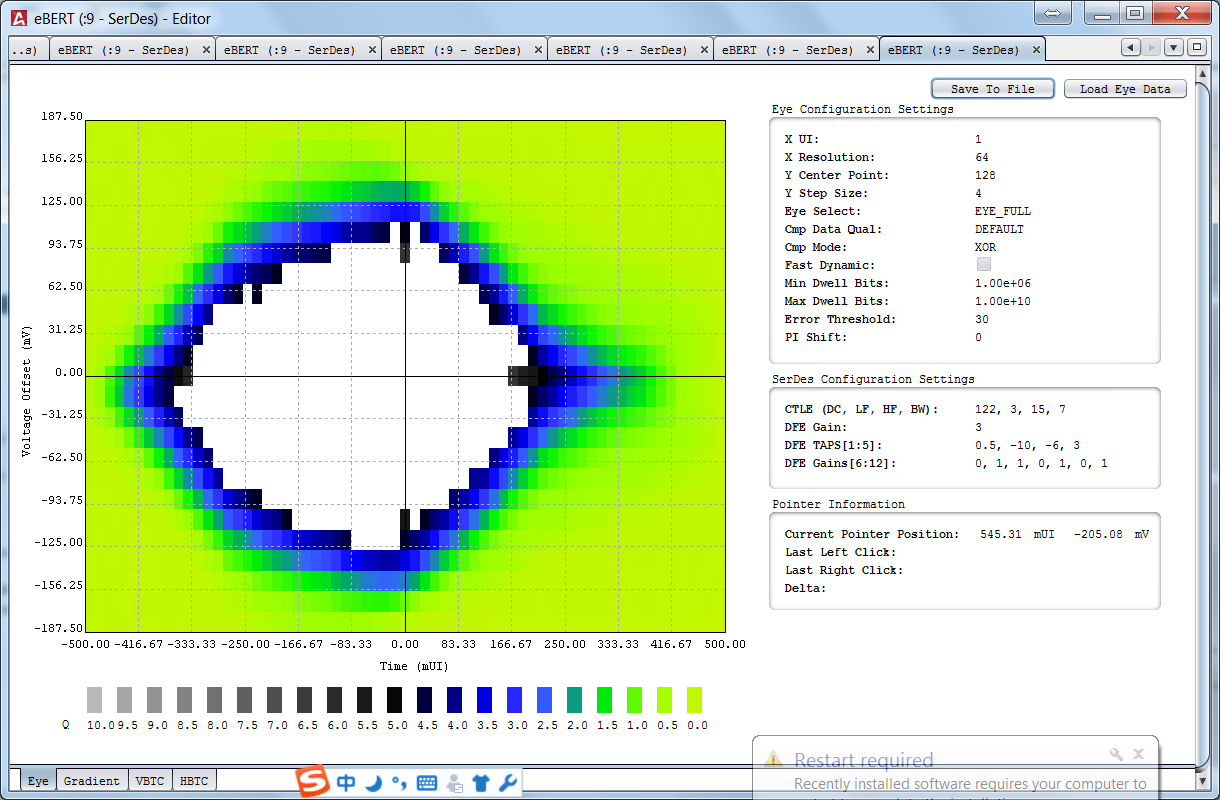 eBERT (:9 - SerDes) - Editor
..s) eBERT (:9 - SerDes) eBERT (:9 - SerDes) eBERT (:9 - SerDes) eBERT (:9 - SerDes) eBERT (:9 - SerDes) eBERT (:9 - SerDes)
Save To File Load Eye Data
187.50
156.25
125.00
93.75
62.50
31.25
0.00
-31.25
-62.50
-93.75
-125.00
-156.25
-187.50
Voltage Offset (mV)
-500.00 -416.67 -333.33 -250.00 -166.67 -83.33 0.00 83.33 166.67 250.00 333.33 416.67 500.00
Time (mUI)
Q 10.0 9.5 9.0 8.5 8.0 7.5 7.0 6.5 6.0 5.5 5.0 4.5 4.0 3.5 3.0 2.5 2.0 1.5 1.0 0.5 0.0
Eye Configuration Settings
X UI: 1
X Resolution: 64
Y Center Point: 128
Y Step Size: 4
Eye Select: EYE_FULL
Cmp Data Qual: DEFAULT
Cmp Mode: XOR
Fast Dynamic:
Min Dwell Bits: 1.00e+06
Max Dwell Bits: 1.00e+10
Error Threshold: 30
PI Shift: 0
SerDes Configuration Settings
CTLE (DC, LF, HF, BW): 122, 3, 15, 7
DFE Gain: 3
DFE TAPS[1:5]: 0.5, -10, -6, 3
DFE Gains[6:12]: 0, 1, 1, 0, 1, 0, 1
Pointer Information
Current Pointer Position: 545.31 mUI -205.08 mV
Last Left Click:
Last Right Click:
Delta:
Eye Gradient VBTC HBTC
S 中
Restart required
Recently installed software requires your computer to